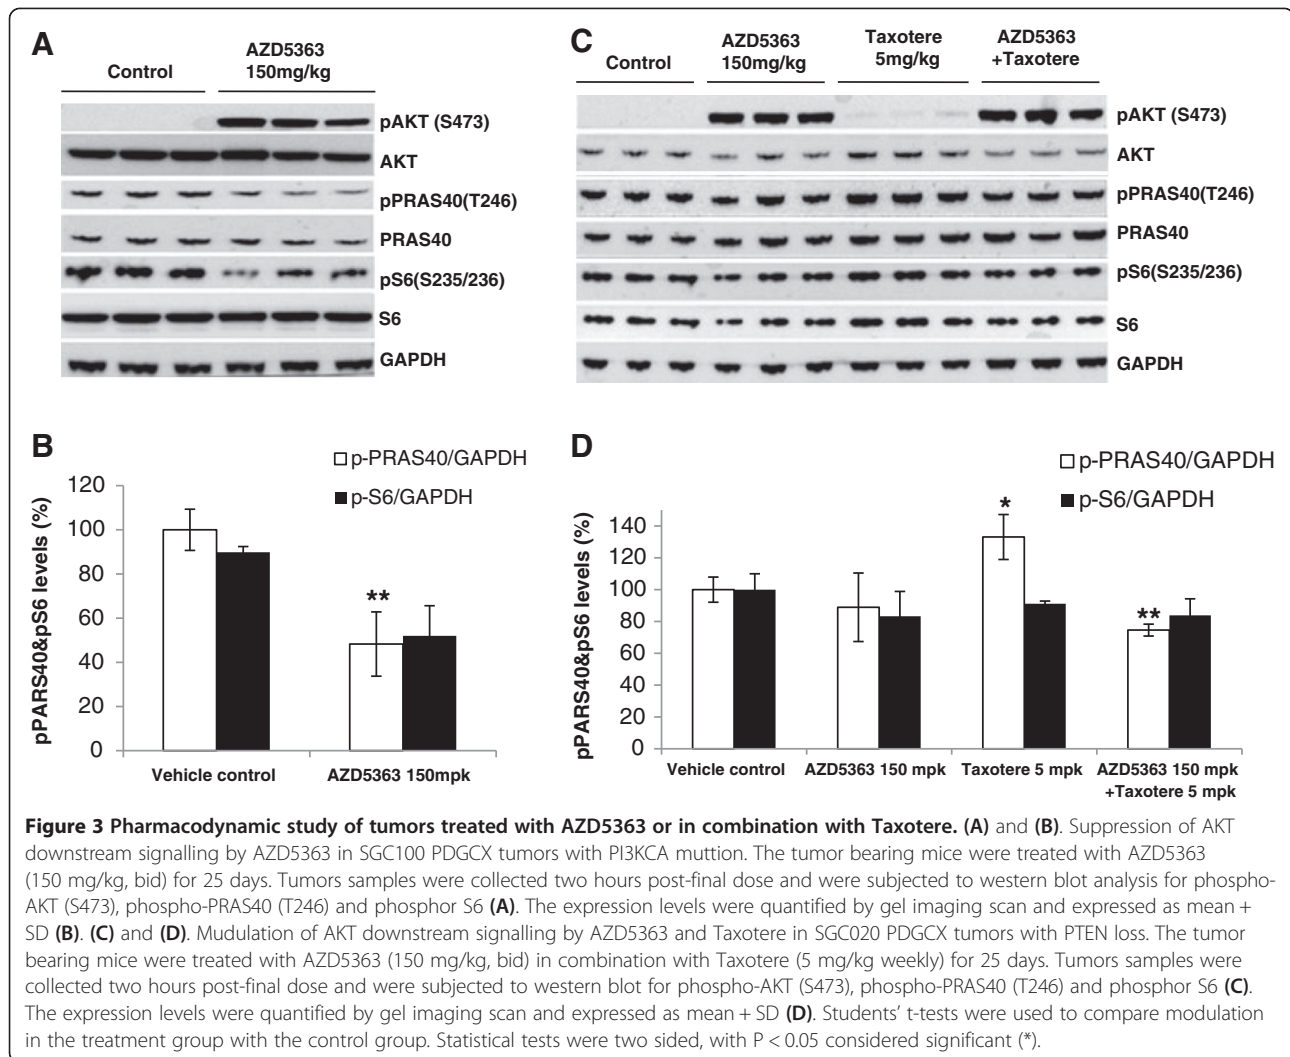 A
Control
AZD5363
150mg/kg
pAKT (S473)
AKT
pPRAS40(T246)
PRAS40
pS6(S235/236)
S6
GAPDH
C
Control
AZD5363
150mg/kg
Taxotere
5mg/kg
AZD5363
+Taxotere
pAKT (S473)
AKT
pPRAS40(T246)
PRAS40
pS6(S235/236)
S6
GAPDH
B
p-PRAS40/GAPDH
p-S6/GAPDH
pPARS40&pS6 levels (%)
120
100
80
60
40
20
0
**
Vehicle control
AZD5363 150mpk
D
p-PRAS40/GAPDH
p-S6/GAPDH
pPARS40&pS6 levels (%)
140
120
100
80
60
40
20
0
*
**
Vehicle control
AZD5363 150 mpk
Taxotere 5 mpk
AZD5363 150 mpk
+Taxotere 5 mpk
Figure 3 Pharmacodynamic study of tumors treated with AZD5363 or in combination with Taxotere. (A) and (B). Suppression of AKT
downstream signalling by AZD5363 in SGC100 PDGCX tumors with PI3KCA muttion. The tumor bearing mice were treated with AZD5363
(150 mg/kg, bid) for 25 days. Tumors samples were collected two hours post-final dose and were subjected to western blot analysis for phospho-
AKT (S473), phospho-PRAS40 (T246) and phosphor S6 (A). The expression levels were quantified by gel imaging scan and expressed as mean +
SD (B). (C) and (D). Mudulation of AKT downstream signalling by AZD5363 and Taxotere in SGC020 PDGCX tumors with PTEN loss. The tumor
bearing mice were treated with AZD5363 (150 mg/kg, bid) in combination with Taxotere (5 mg/kg weekly) for 25 days. Tumors samples were
collected two hours post-final dose and were subjected to western blot for phospho-AKT (S473), phospho-PRAS40 (T246) and phosphor S6 (C).
The expression levels were quantified by gel imaging scan and expressed as mean + SD (D). Students' t-tests were used to compare modulation
in the treatment group with the control group. Statistical tests were two sided, with P < 0.05 considered significant (*).